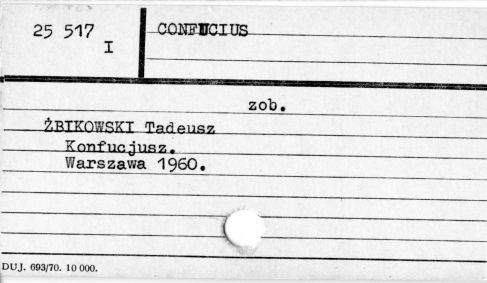 25 517
I
CONFUCIUS
zob.
ŻBIKOWSKI Tadeusz
Konfucjusz.
Warszawa 1960.
DUJ. 693/70. 10 000.